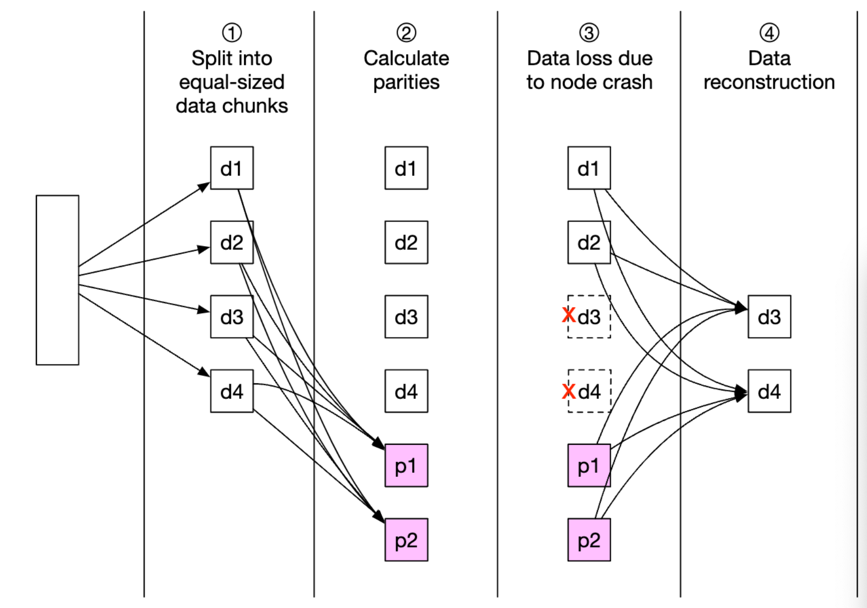 ①
Split into
equal-sized
data chunks
②
Calculate
parities
③
Data loss due
to node crash
④
Data
reconstruction
d1
d2
d3
d4
d1
d2
d3
d4
p1
p2
d1
d2
X d3
X d4
p1
p2
d3
d4